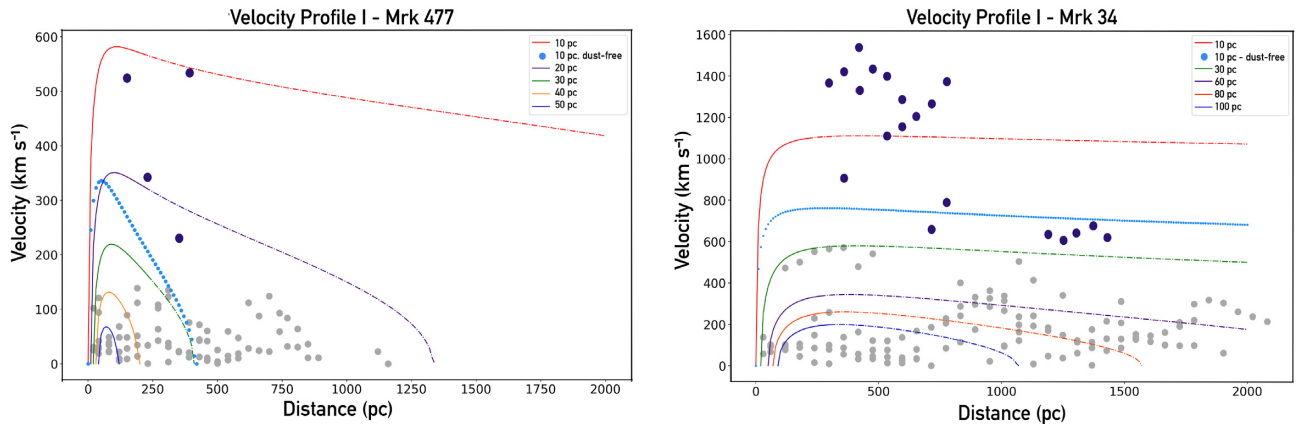 Velocity Profile I - Mrk 477
Velocity (km s⁻¹)
600
500
400
300
200
100
0
10 pc
10 pc, dust-free
20 pc
30 pc
40 pc
50 pc
0
250
500
750
1000
1250
1500
1750
2000
Distance (pc)
Velocity Profile I - Mrk 34
Velocity (km s⁻¹)
1600
1400
1200
1000
800
600
400
200
0
10 pc
10 pc - dust-free
30 pc
60 pc
80 pc
100 pc
0
500
1000
1500
2000
Distance (pc)